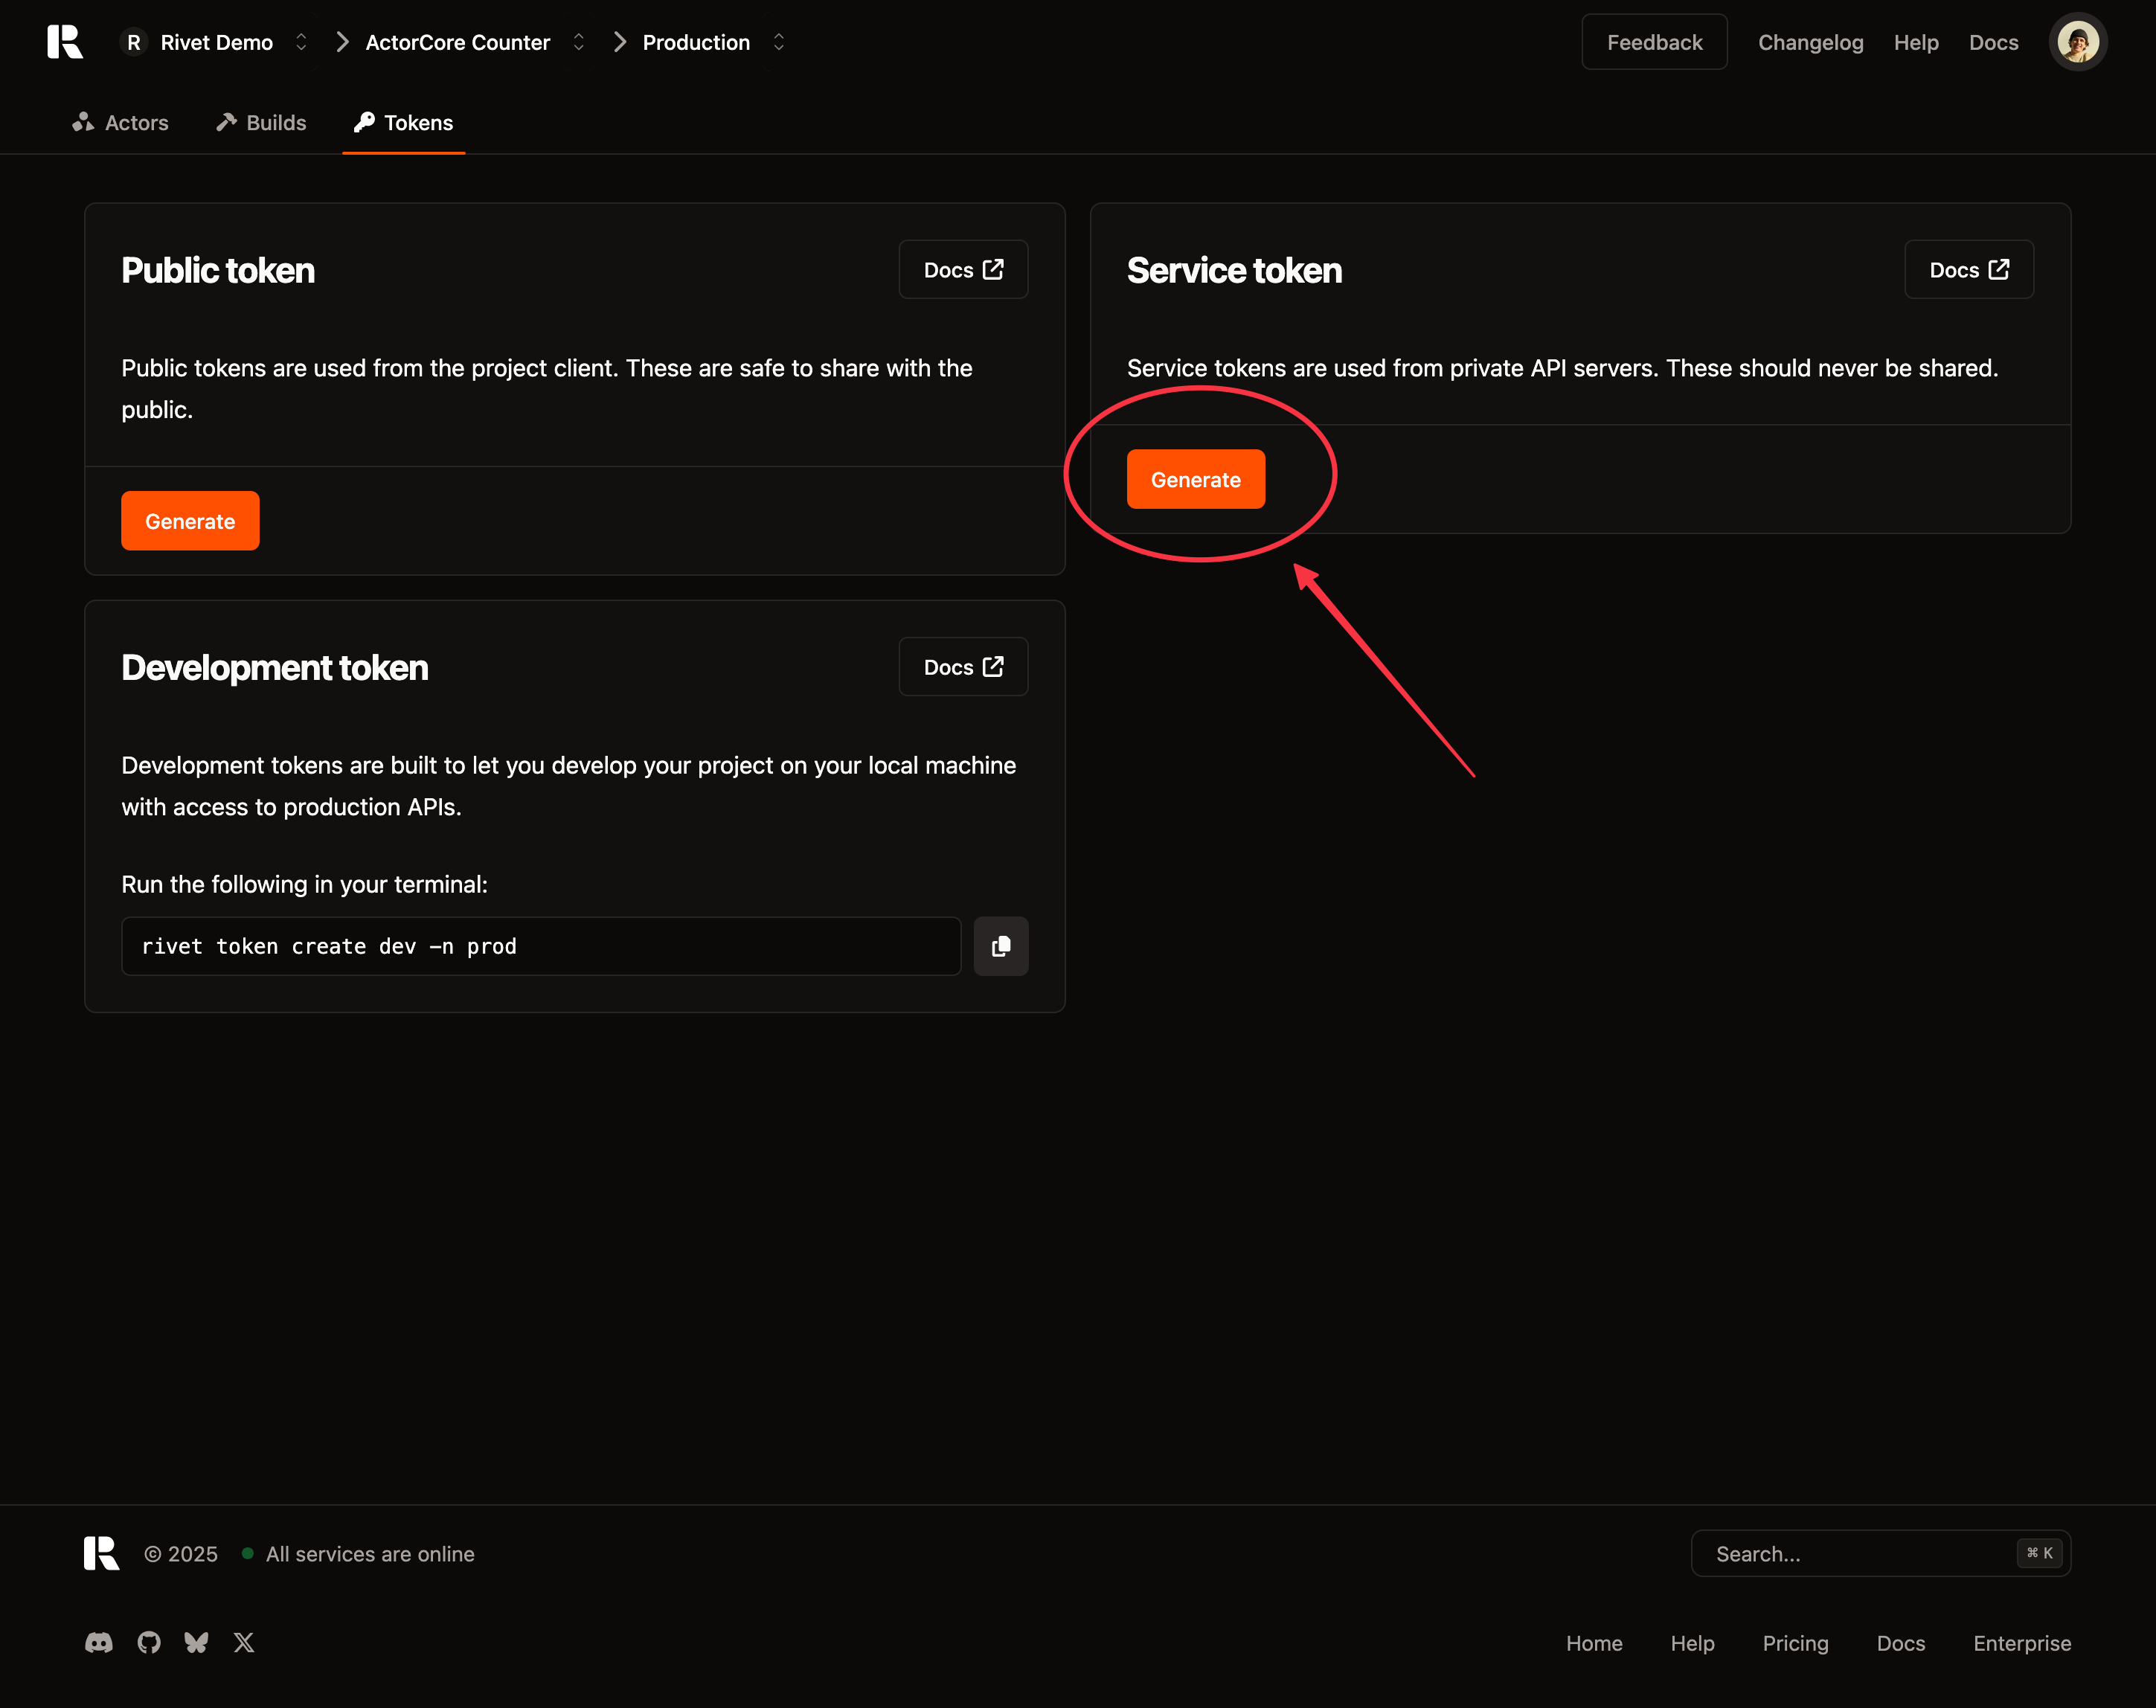 R Rivet Demo ActorCore Counter Production Feedback Changelog Help Docs
Actors Builds Tokens
Public token Docs
Public tokens are used from the project client. These are safe to share with the
public.
Generate
Service token Docs
Service tokens are used from private API servers. These should never be shared.
Generate
Development token Docs
Development tokens are built to let you develop your project on your local machine
with access to production APIs.
Run the following in your terminal:
rivet token create dev -n prod
© 2025 All services are online Search... ⌘ K
Home Help Pricing Docs Enterprise